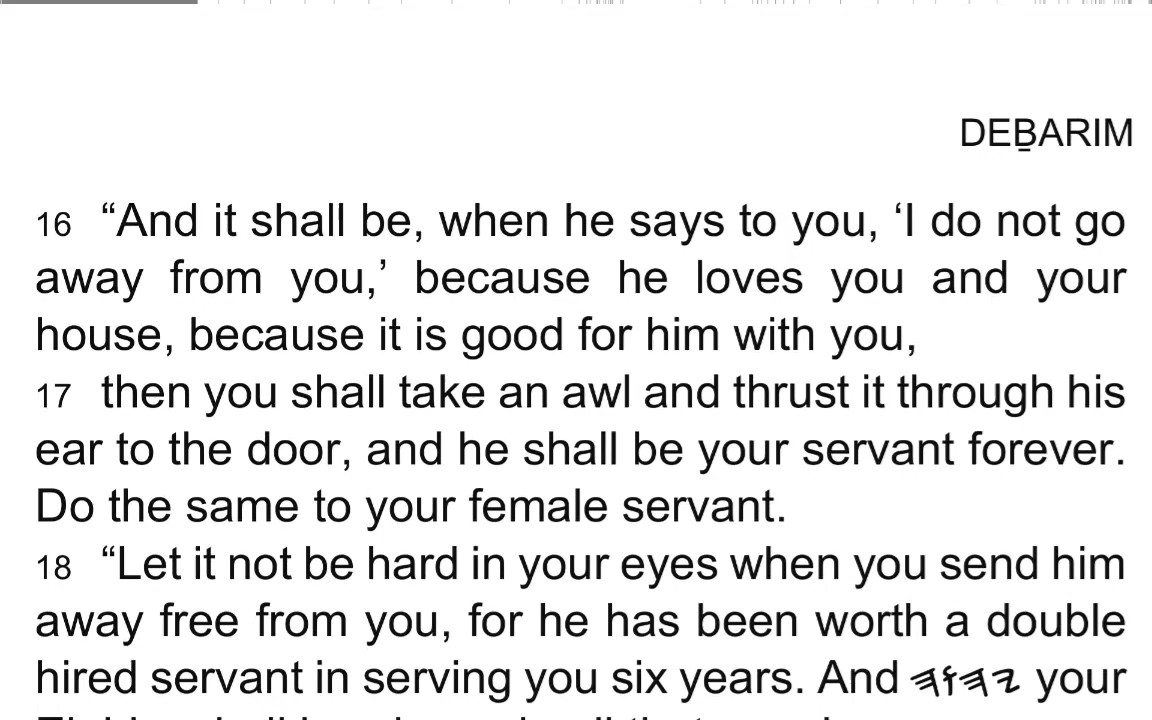 DEḆARIM
16 “And it shall be, when he says to you, ‘I do not go
away from you,’ because he loves you and your
house, because it is good for him with you,
17 then you shall take an awl and thrust it through his
ear to the door, and he shall be your servant forever.
Do the same to your female servant.
18 “Let it not be hard in your eyes when you send him
away free from you, for he has been worth a double
hired servant in serving you six years. And 𐤉𐤄𐤅𐤄 your